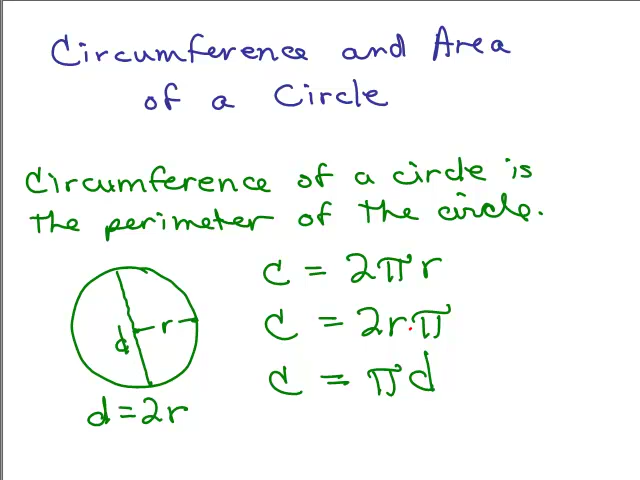 Circumference and Area
of a Circle
Circumference of a circle is
the perimeter of the circle.
C = 2πr
C = 2r·π
C = πd
d
r
d=2r